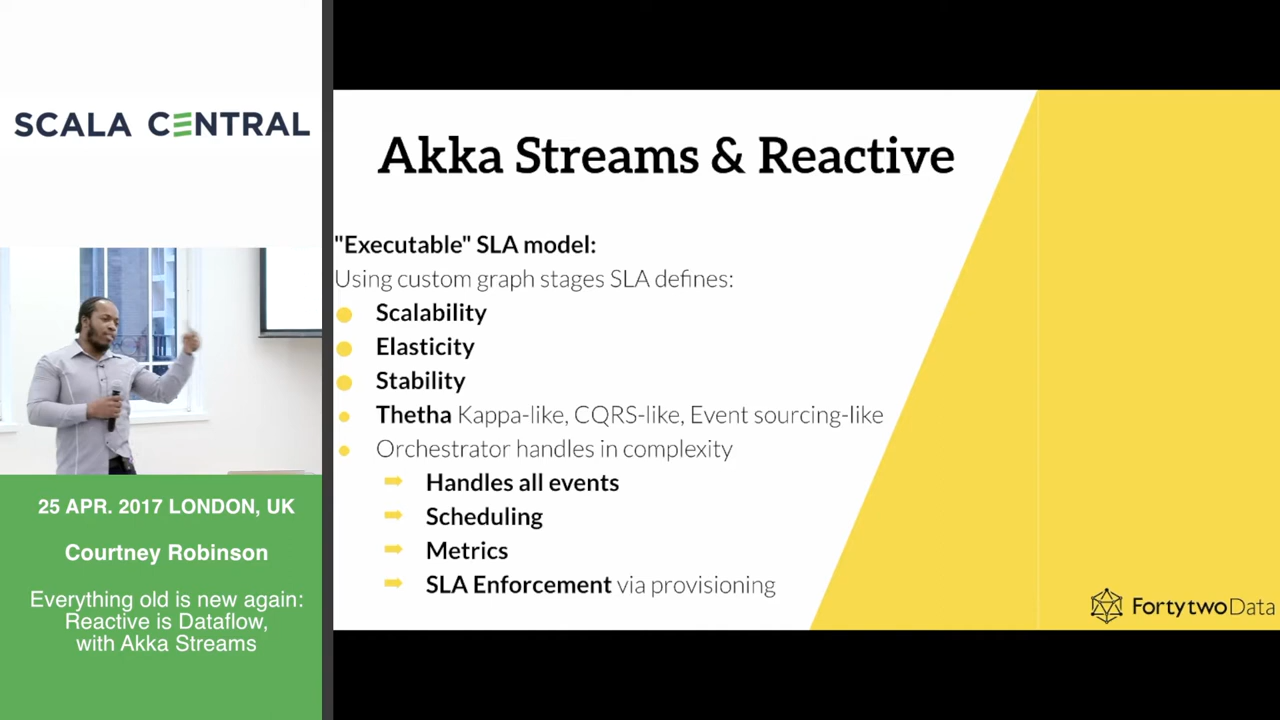 SCALA CENTRAL
25 APR. 2017 LONDON, UK
Courtney Robinson
Everything old is new again:
Reactive is Dataflow,
with Akka Streams
Akka Streams & Reactive
"Executable" SLA model:
Using custom graph stages SLA defines:
Scalability
Elasticity
Stability
Thetha Kappa-like, CQRS-like, Event sourcing-like
Orchestrator handles in complexity
Handles all events
Scheduling
Metrics
SLA Enforcement via provisioning
FortytwoData